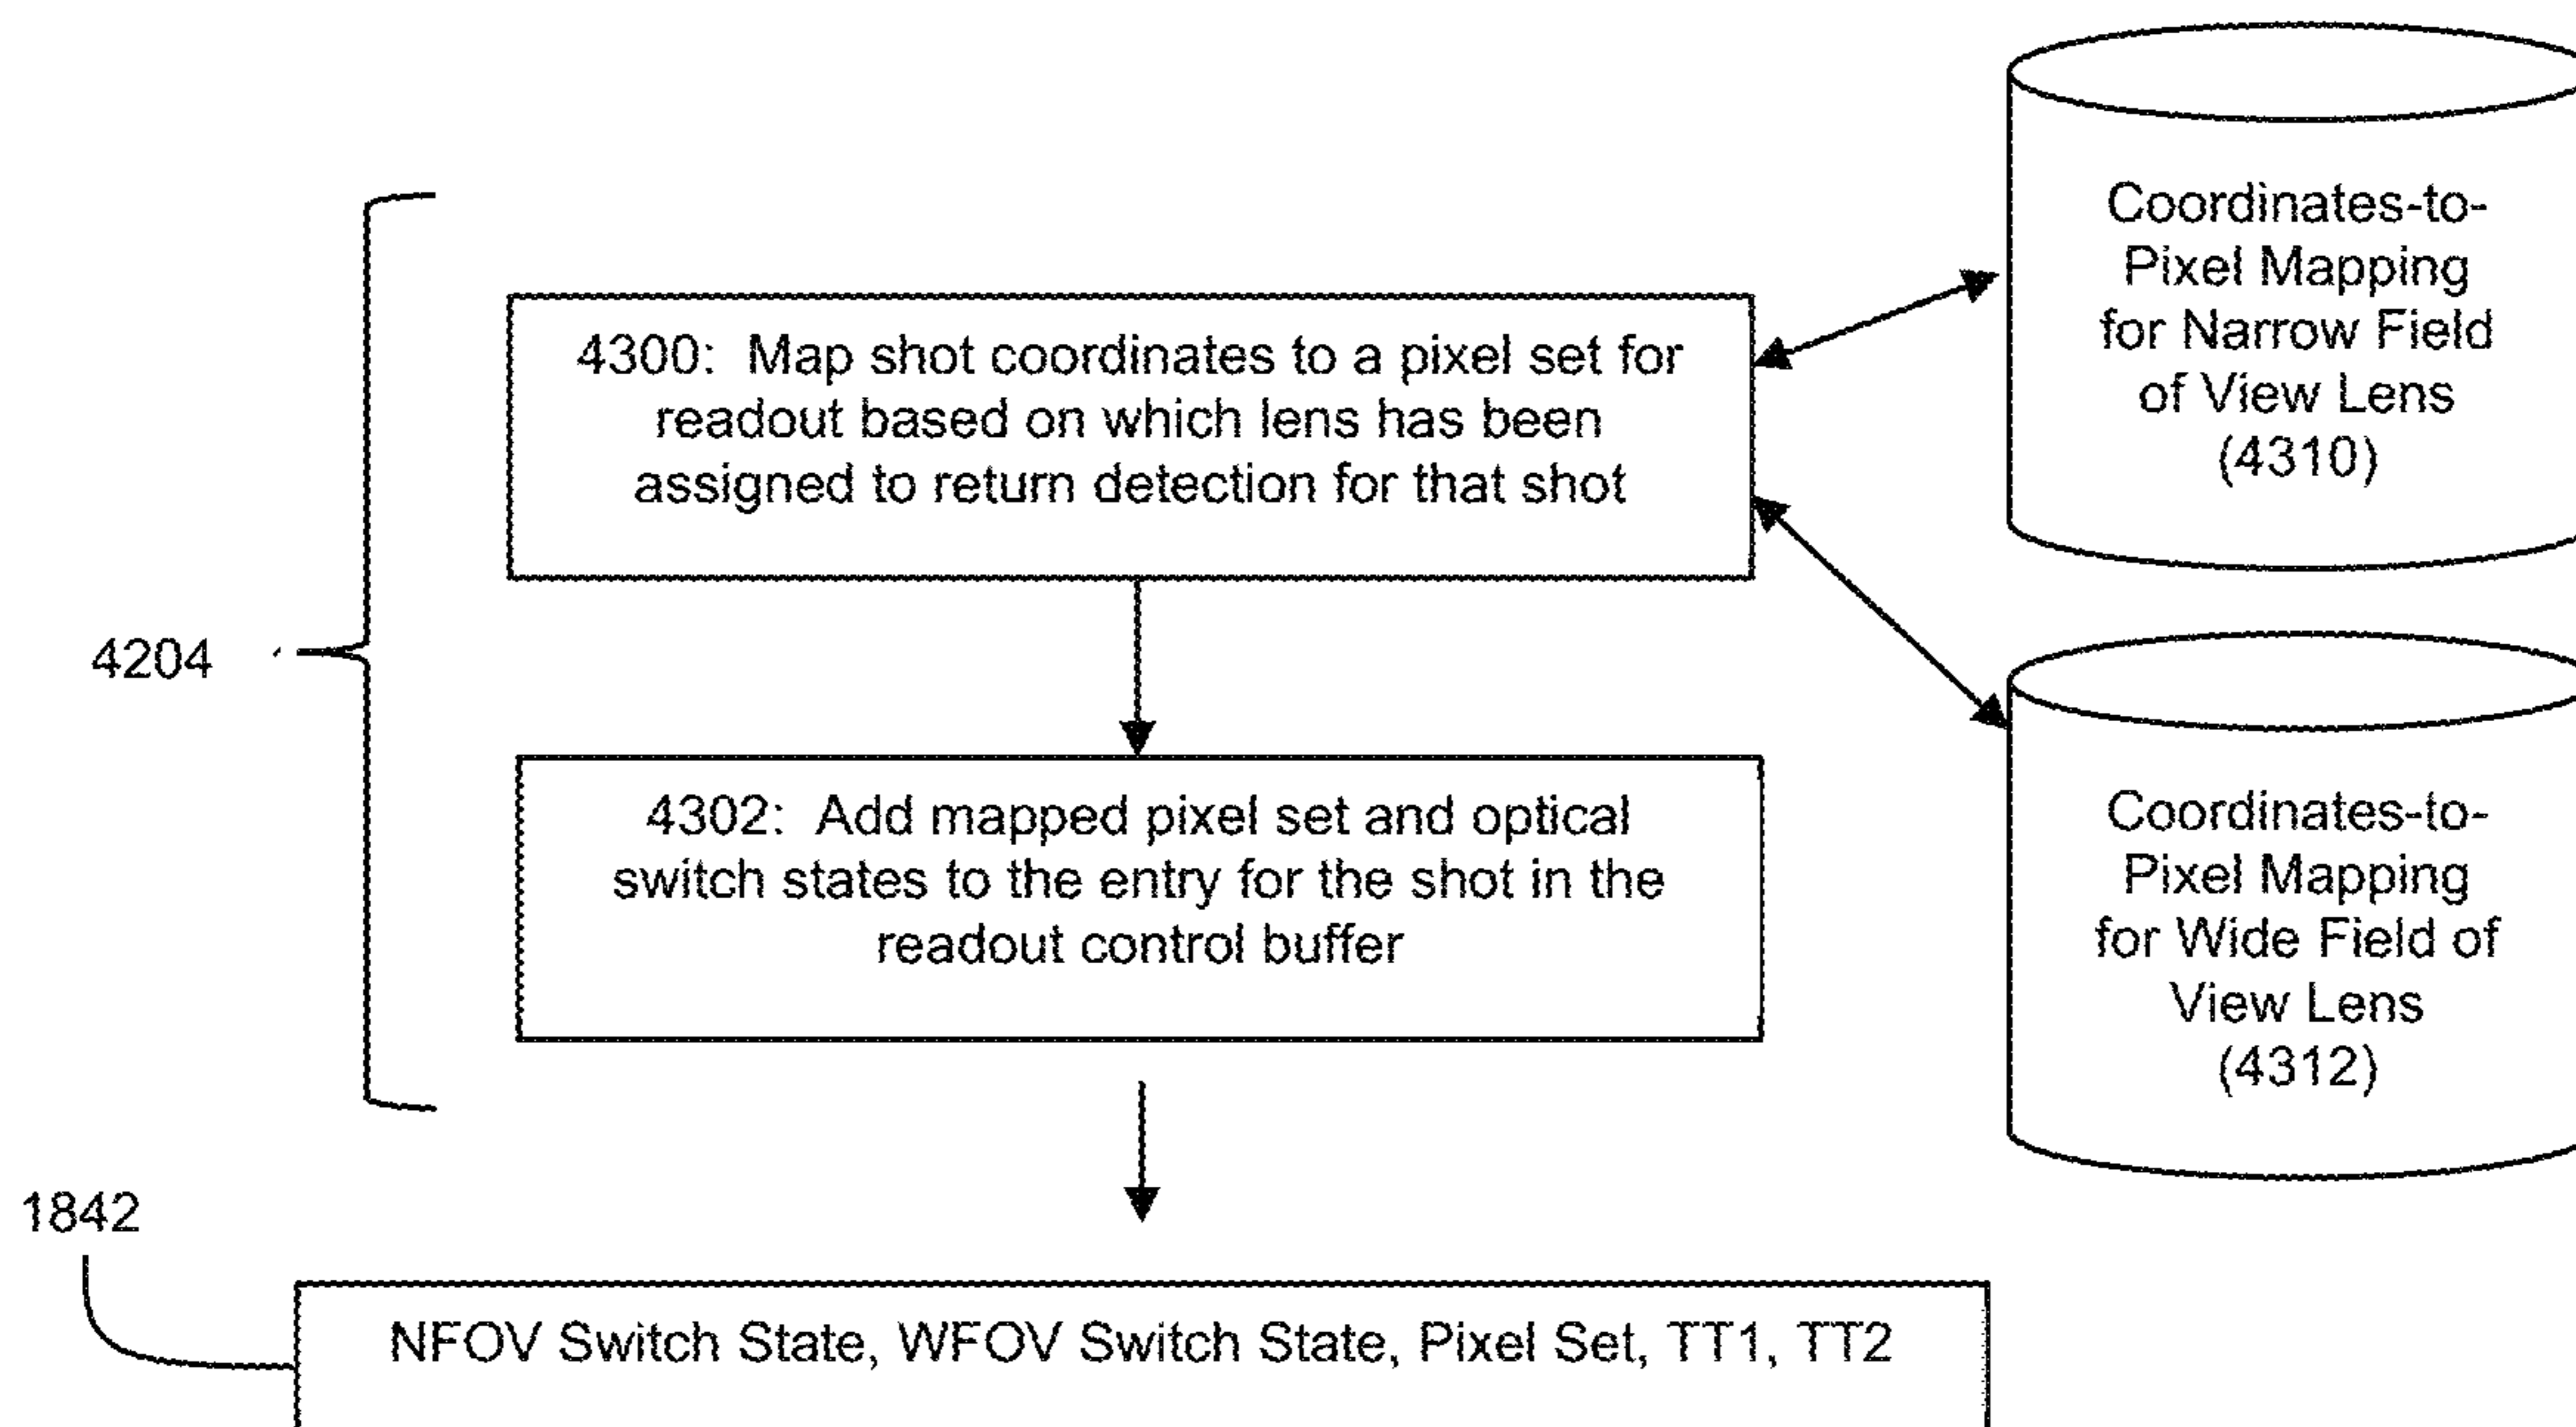 Coordinates-to-
Pixel Mapping
for Narrow Field
of View Lens
(4310)
4300: Map shot coordinates to a pixel set for
readout based on which lens has been
assigned to return detection for that shot
4204
4302: Add mapped pixel set and optical
switch states to the entry for the shot in the
readout control buffer
Coordinates-to-
Pixel Mapping
for Wide Field of
View Lens
(4312)
1842
NFOV Switch State, WFOV Switch State, Pixel Set, TT1, TT2